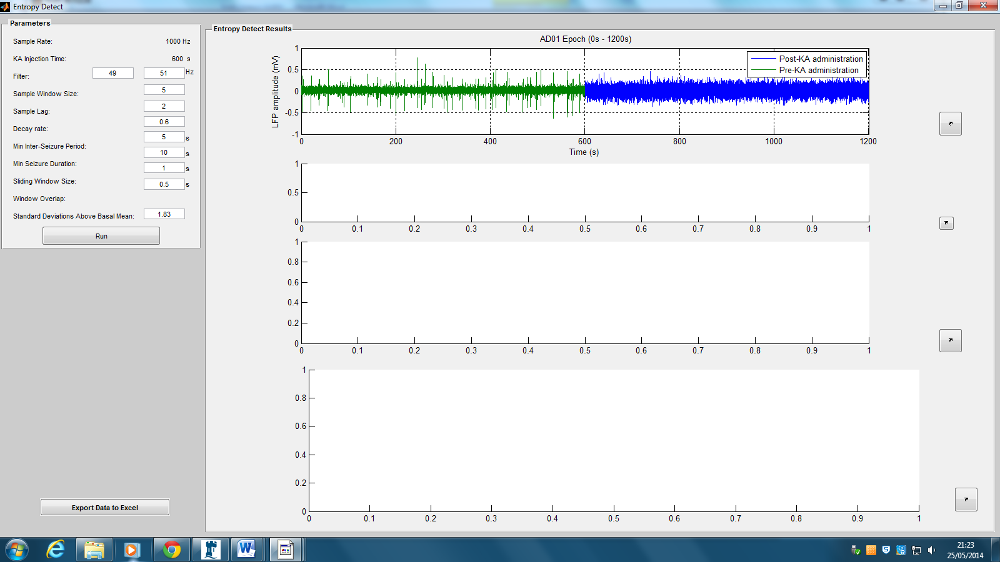 Entropy Detect
Parameters
Sample Rate: 1000 Hz
KA Injection Time: 600 s
Filter: 49 51 Hz
Sample Window Size: 5
Sample Lag: 2
Decay rate: 0.6
Min Inter-Seizure Period: 5 s
Min Seizure Duration: 10 s
Sliding Window Size: 1 s
Window Overlap: 0.5 s
Standard Deviations Above Basal Mean: 1.83
Run
Export Data to Excel
Entropy Detect Results
AD01 Epoch (0s - 1200s)
LFP amplitude (mV)
1
0.5
0
-0.5
-1
Post-KA administration
Pre-KA administration
0 200 400 600 800 1000 1200
Time (s)
1
0.5
0
0 0.1 0.2 0.3 0.4 0.5 0.6 0.7 0.8 0.9 1
1
0.8
0.6
0.4
0.2
0
0 0.1 0.2 0.3 0.4 0.5 0.6 0.7 0.8 0.9 1
1
0.8
0.6
0.4
0.2
0
0 0.1 0.2 0.3 0.4 0.5 0.6 0.7 0.8 0.9 1
21:23
25/05/2014